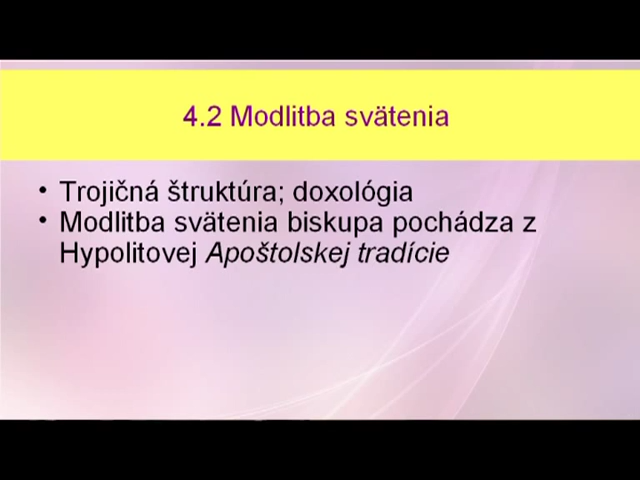 4.2 Modlitba svätenia
• Trojičná štruktúra; doxológia
• Modlitba svätenia biskupa pochádza z
Hypolitovej Apoštolskej tradície